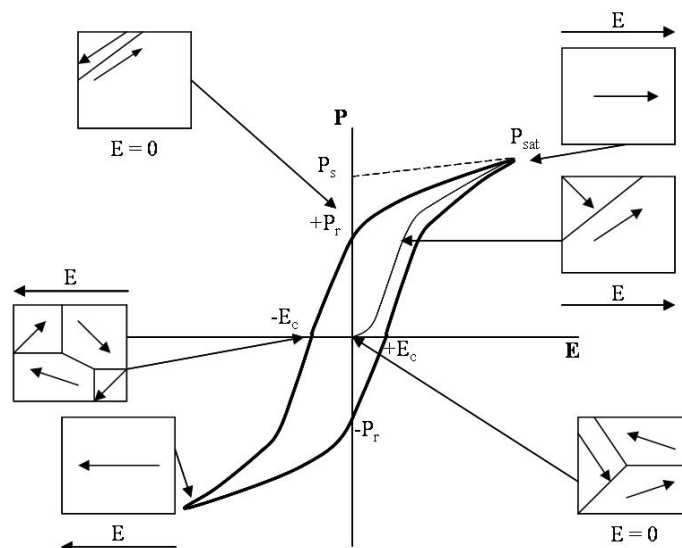 E
P
P_sat
E = 0
P_s
+P_r
E
E
-E_c
+E_c
E
-P_r
E
E = 0